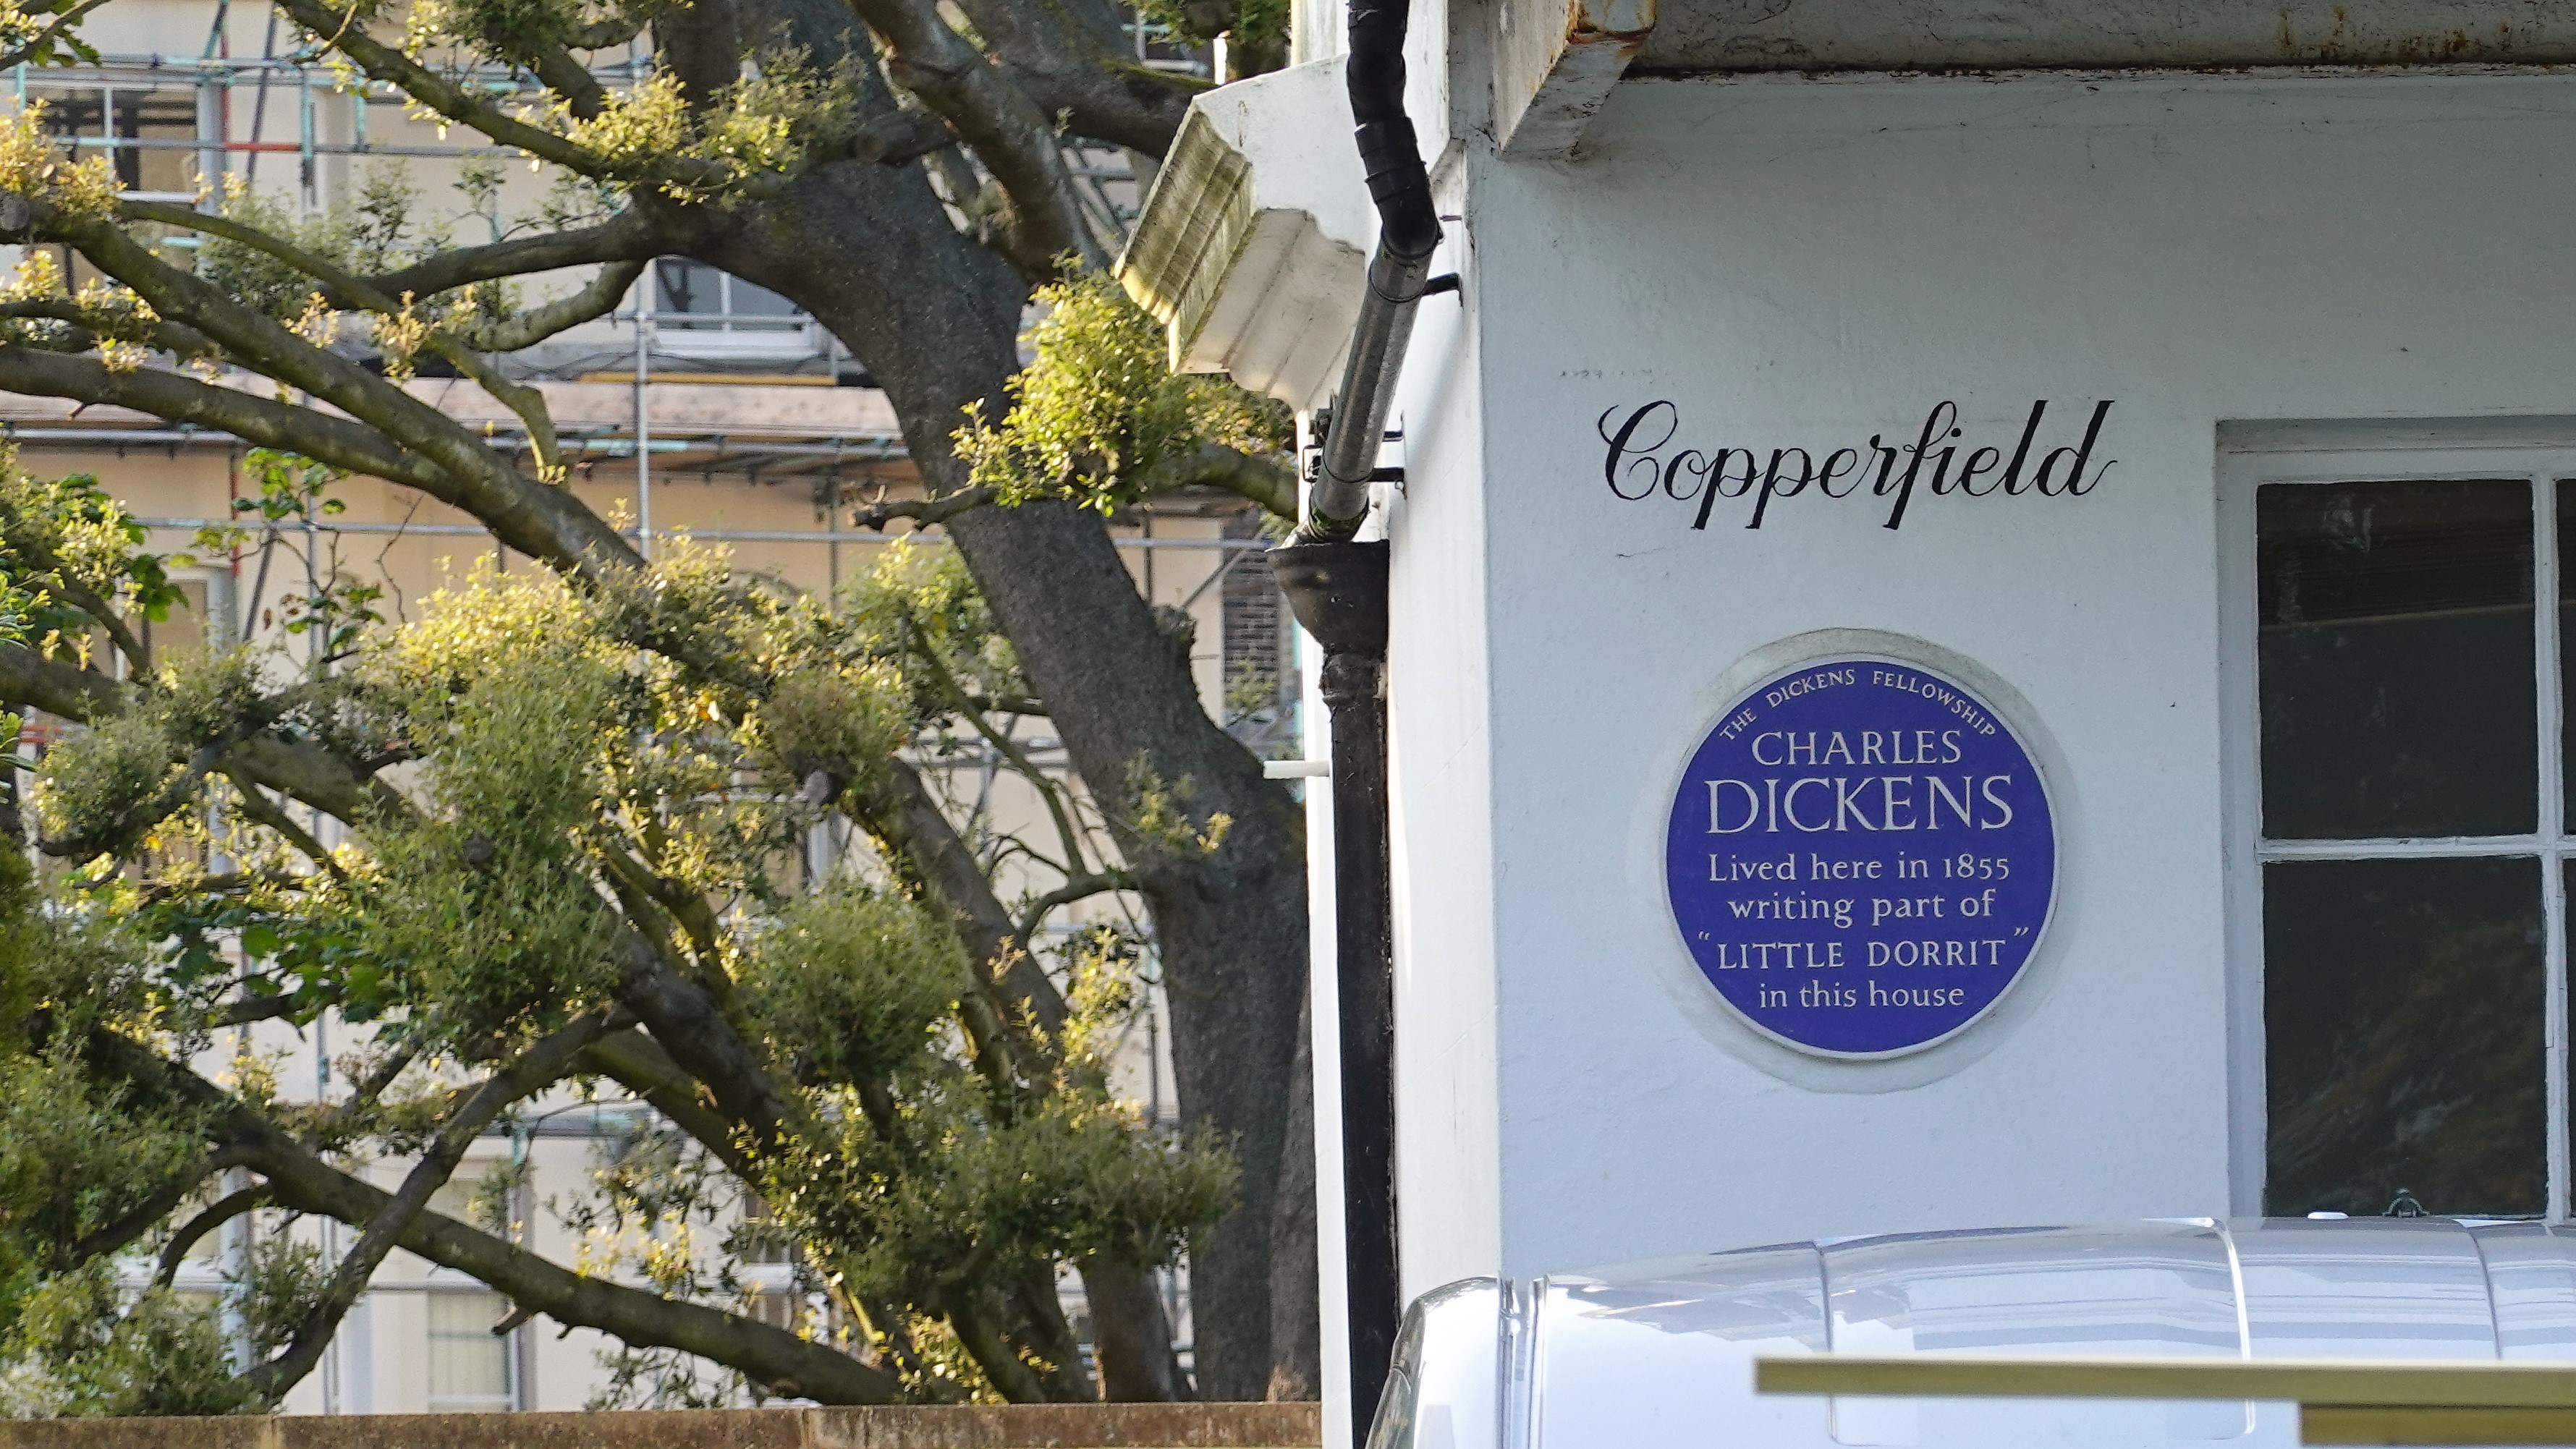 Copperfield
THE DICKENS FELLOWSHIP
CHARLES
DICKENS
Lived here in 1855
writing part of
"LITTLE DORRIT"
in this house